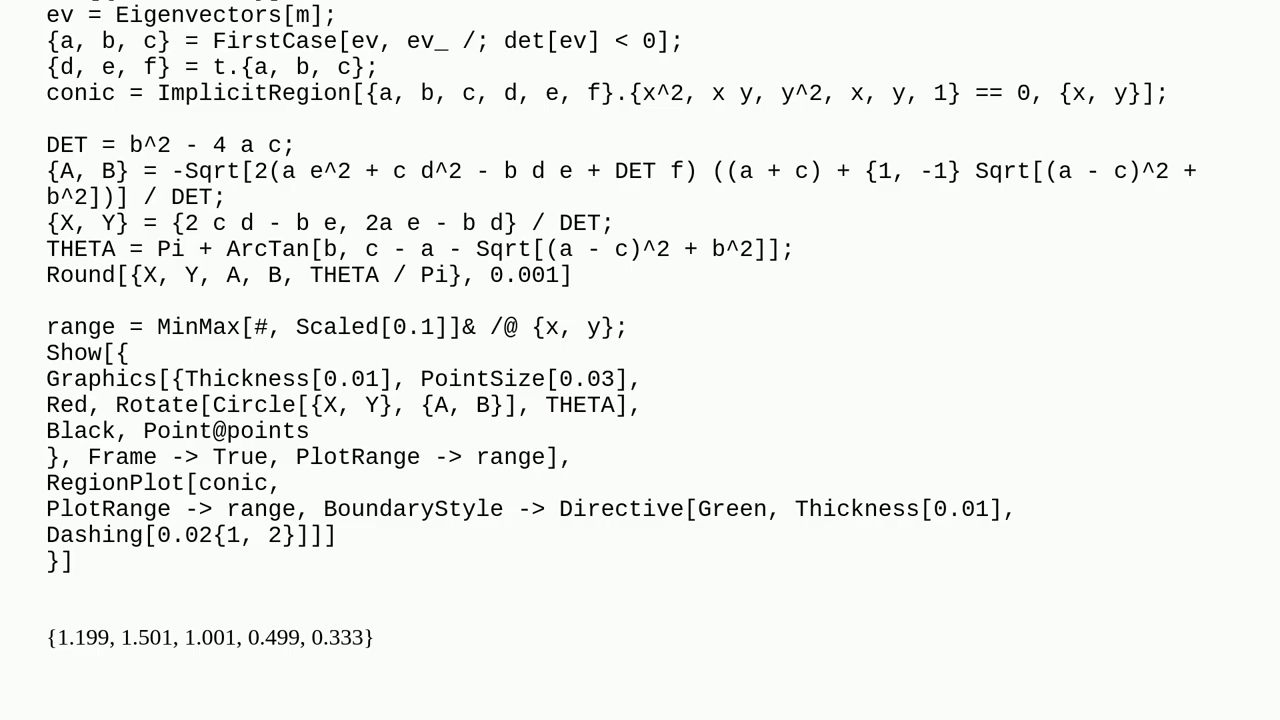 ev = Eigenvectors[m];
{a, b, c} = FirstCase[ev, ev_ /; det[ev] < 0];
{d, e, f} = t.{a, b, c};
conic = ImplicitRegion[{a, b, c, d, e, f}.{x^2, x y, y^2, x, y, 1} == 0, {x, y}];
DET = b^2 - 4 a c;
{A, B} = -Sqrt[2(a e^2 + c d^2 - b d e + DET f) ((a + c) + {1, -1} Sqrt[(a - c)^2 +
b^2])] / DET;
{X, Y} = {2 c d - b e, 2a e - b d} / DET;
THETA = Pi + ArcTan[b, c - a - Sqrt[(a - c)^2 + b^2]];
Round[{X, Y, A, B, THETA / Pi}, 0.001]
range = MinMax[#, Scaled[0.1]]& /@ {x, y};
Show[{
Graphics[{Thickness[0.01], PointSize[0.03],
Red, Rotate[Circle[{X, Y}, {A, B}], THETA],
Black, Point@points
}, Frame -> True, PlotRange -> range],
RegionPlot[conic,
PlotRange -> range, BoundaryStyle -> Directive[Green, Thickness[0.01],
Dashing[0.02{1, 2}]]]
}]
{1.199, 1.501, 1.001, 0.499, 0.333}